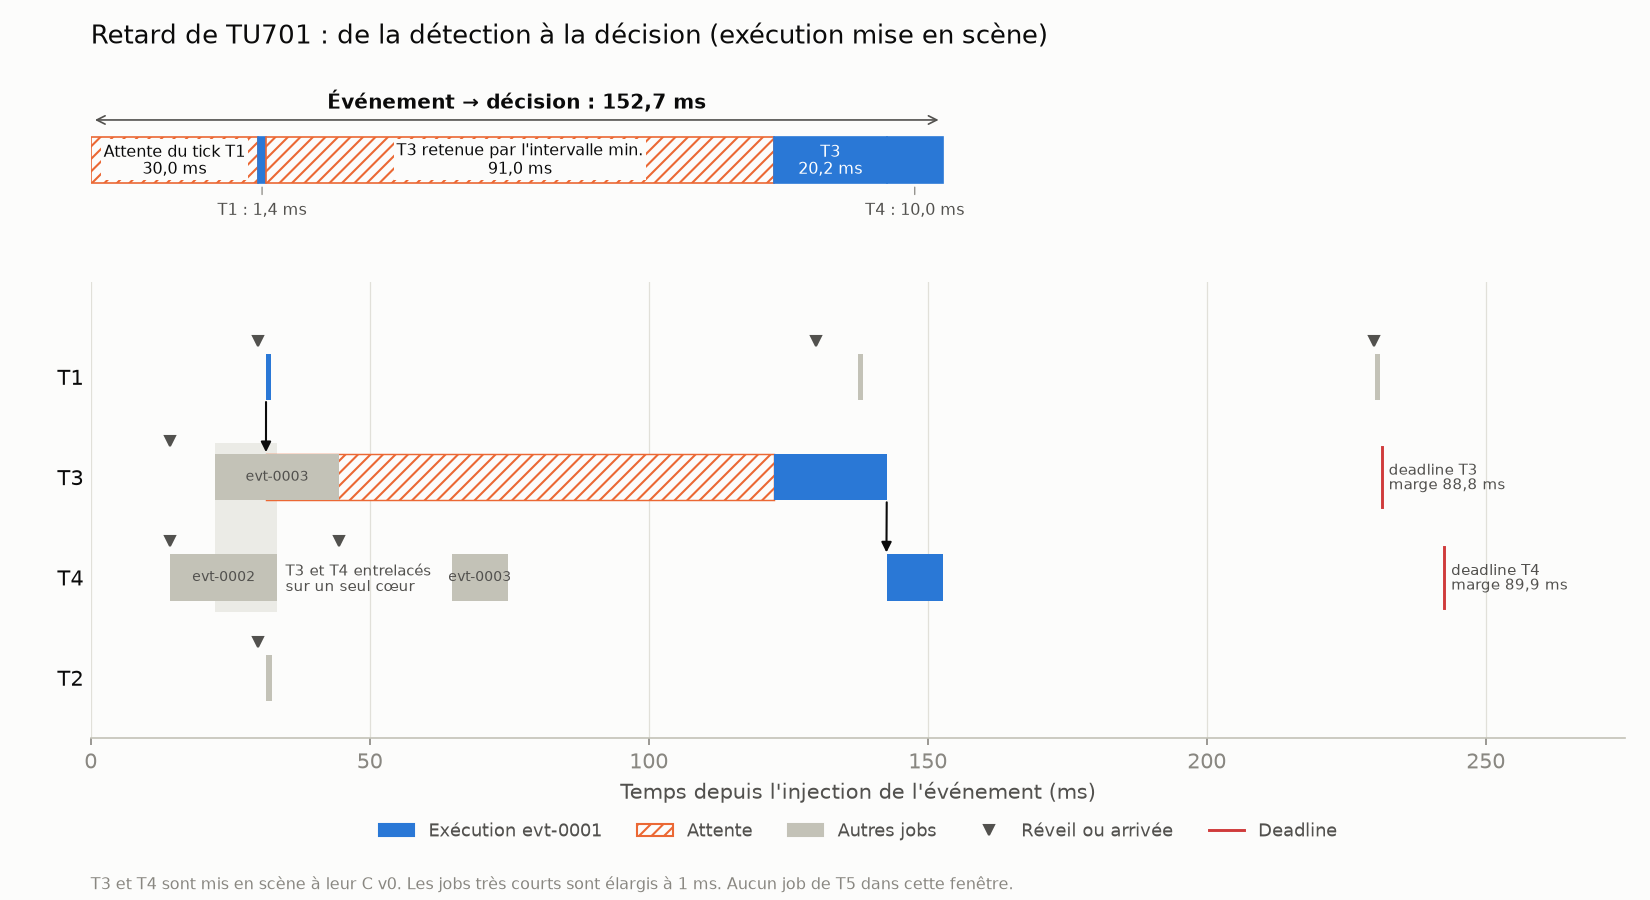 Retard de TU701 : de la détection à la décision (exécution mise en scène)
Événement → décision : 152,7 ms
Attente du tick T1
30,0 ms
T3 retenue par l'intervalle min.
91,0 ms
T3
20,2 ms
T1 : 1,4 ms
T4 : 10,0 ms
T1
T3
evt-0003
deadline T3
marge 88,8 ms
T4
evt-0002
T3 et T4 entrelacés
sur un seul cœur
evt-0003
deadline T4
marge 89,9 ms
T2
0
50
100
150
200
250
Temps depuis l'injection de l'événement (ms)
Exécution evt-0001
Attente
Autres jobs
Réveil ou arrivée
Deadline
T3 et T4 sont mis en scène à leur C v0. Les jobs très courts sont élargis à 1 ms. Aucun job de T5 dans cette fenêtre.